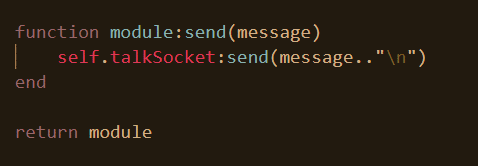 function module:send(message)
    self.talkSocket:send(message.."\n")
end

return module